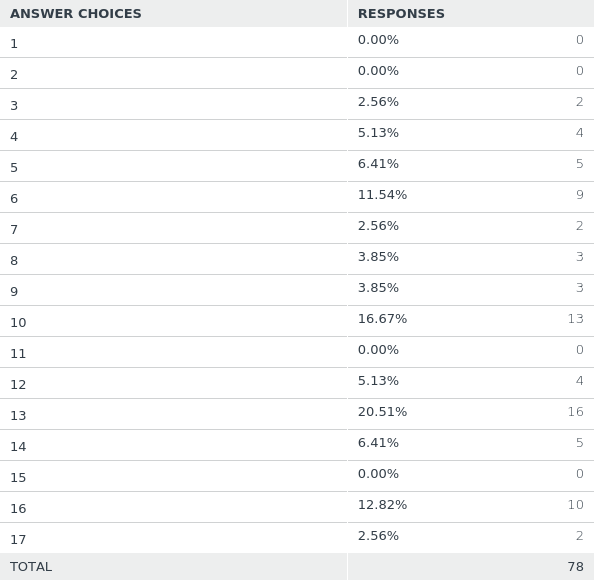 ANSWER CHOICES RESPONSES
1 0.00% 0
2 0.00% 0
3 2.56% 2
4 5.13% 4
5 6.41% 5
6 11.54% 9
7 2.56% 2
8 3.85% 3
9 3.85% 3
10 16.67% 13
11 0.00% 0
12 5.13% 4
13 20.51% 16
14 6.41% 5
15 0.00% 0
16 12.82% 10
17 2.56% 2
TOTAL 78